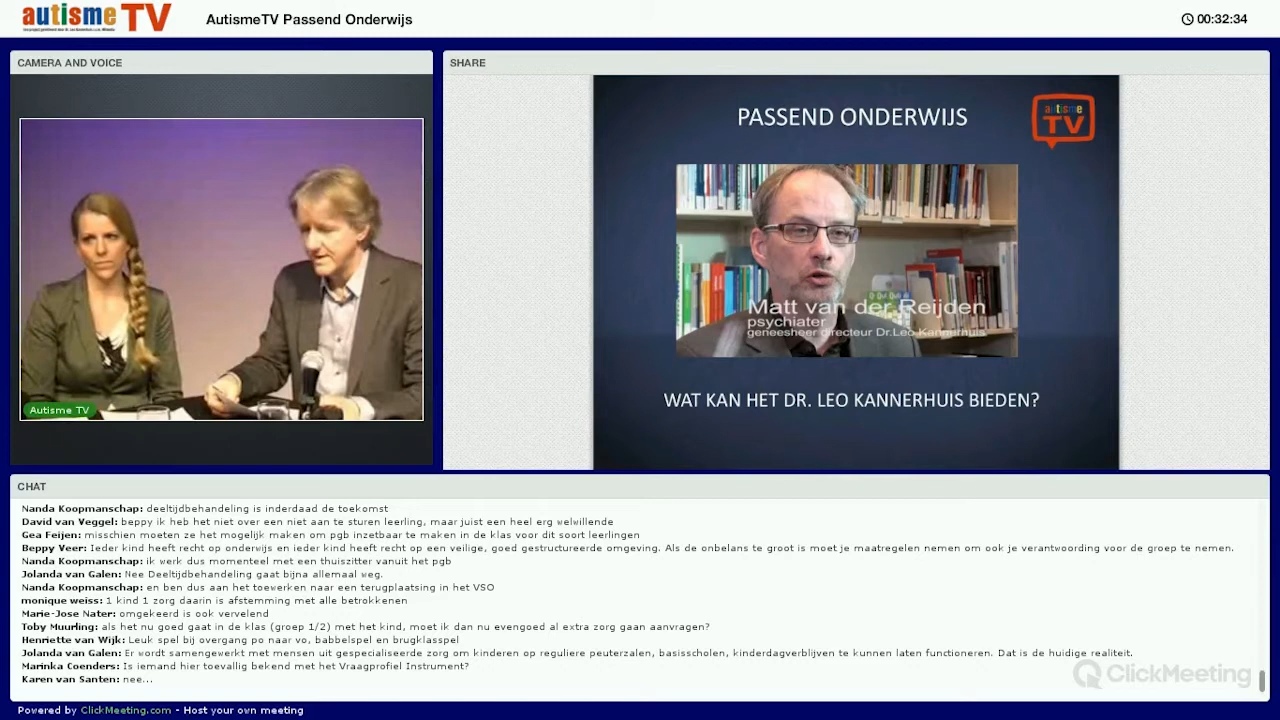 autisme TV
AutismeTV Passend Onderwijs
00:32:34
CAMERA AND VOICE
SHARE
Autisme TV
PASSEND ONDERWIJS
autisme
TV
Matt van der Reijden
psychiater
geneesheer directeur Dr.Leo Kannerhuis
WAT KAN HET DR. LEO KANNERHUIS BIEDEN?
CHAT
Nanda Koopmanschap: deeltijdbehandeling is inderdaad de toekomst
David van Veggel: beppy ik heb het niet over een niet aan te sturen leerling, maar juist een heel erg welwillende
Gea Feijen: misschien moeten ze het mogelijk maken om pgb inzetbaar te maken in de klas voor dit soort leerlingen
Beppy Veer: Ieder kind heeft recht op onderwijs en ieder kind heeft recht op een veilige, goed gestructureerde omgeving. Als de onbelans te groot is moet je maatregelen nemen om ook je verantwoording voor de groep te nemen.
Nanda Koopmanschap: ik werk dus momenteel met een thuiszitter vanuit het pgb
Jolanda van Galen: Nee Deeltijdbehandeling gaat bijna allemaal weg.
Nanda Koopmanschap: en ben dus aan het toewerken naar een terugplaatsing in het VSO
monique weiss: 1 kind 1 zorg daarin is afstemming met alle betrokkenen
Marie-Jose Nater: omgekeerd is ook vervelend
Toby Muurling: als het nu goed gaat in de klas (groep 1/2) met het kind, moet ik dan nu evengoed al extra zorg gaan aanvragen?
Henriette van Wijk: Leuk spel bij overgang po naar vo, babbelspel en brugklasspel
Jolanda van Galen: Er wordt samengewerkt met mensen uit gespecialiseerde zorg om kinderen op reguliere peuterzalen, basisscholen, kinderdagverblijven te kunnen laten functioneren. Dat is de huidige realiteit.
Marinka Coenders: Is iemand hier toevallig bekend met het Vraagprofiel Instrument?
Karen van Santen: nee...
ClickMeeting
Powered by ClickMeeting.com - Host your own meeting